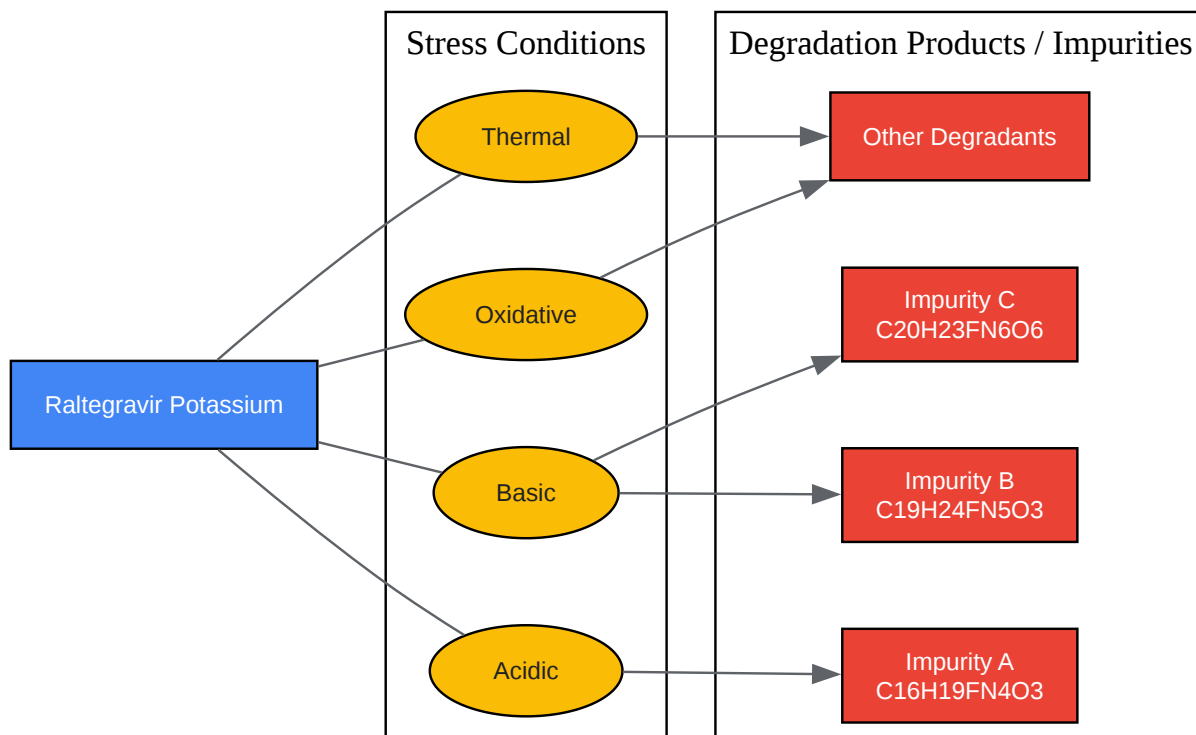 Stress Conditions
Degradation Products / Impurities
Thermal
Other Degradants
Oxidative
Impurity C
C20H23FN6O6
Raltegravir Potassium
Basic
Impurity B
C19H24FN5O3
Acidic
Impurity A
C16H19FN4O3